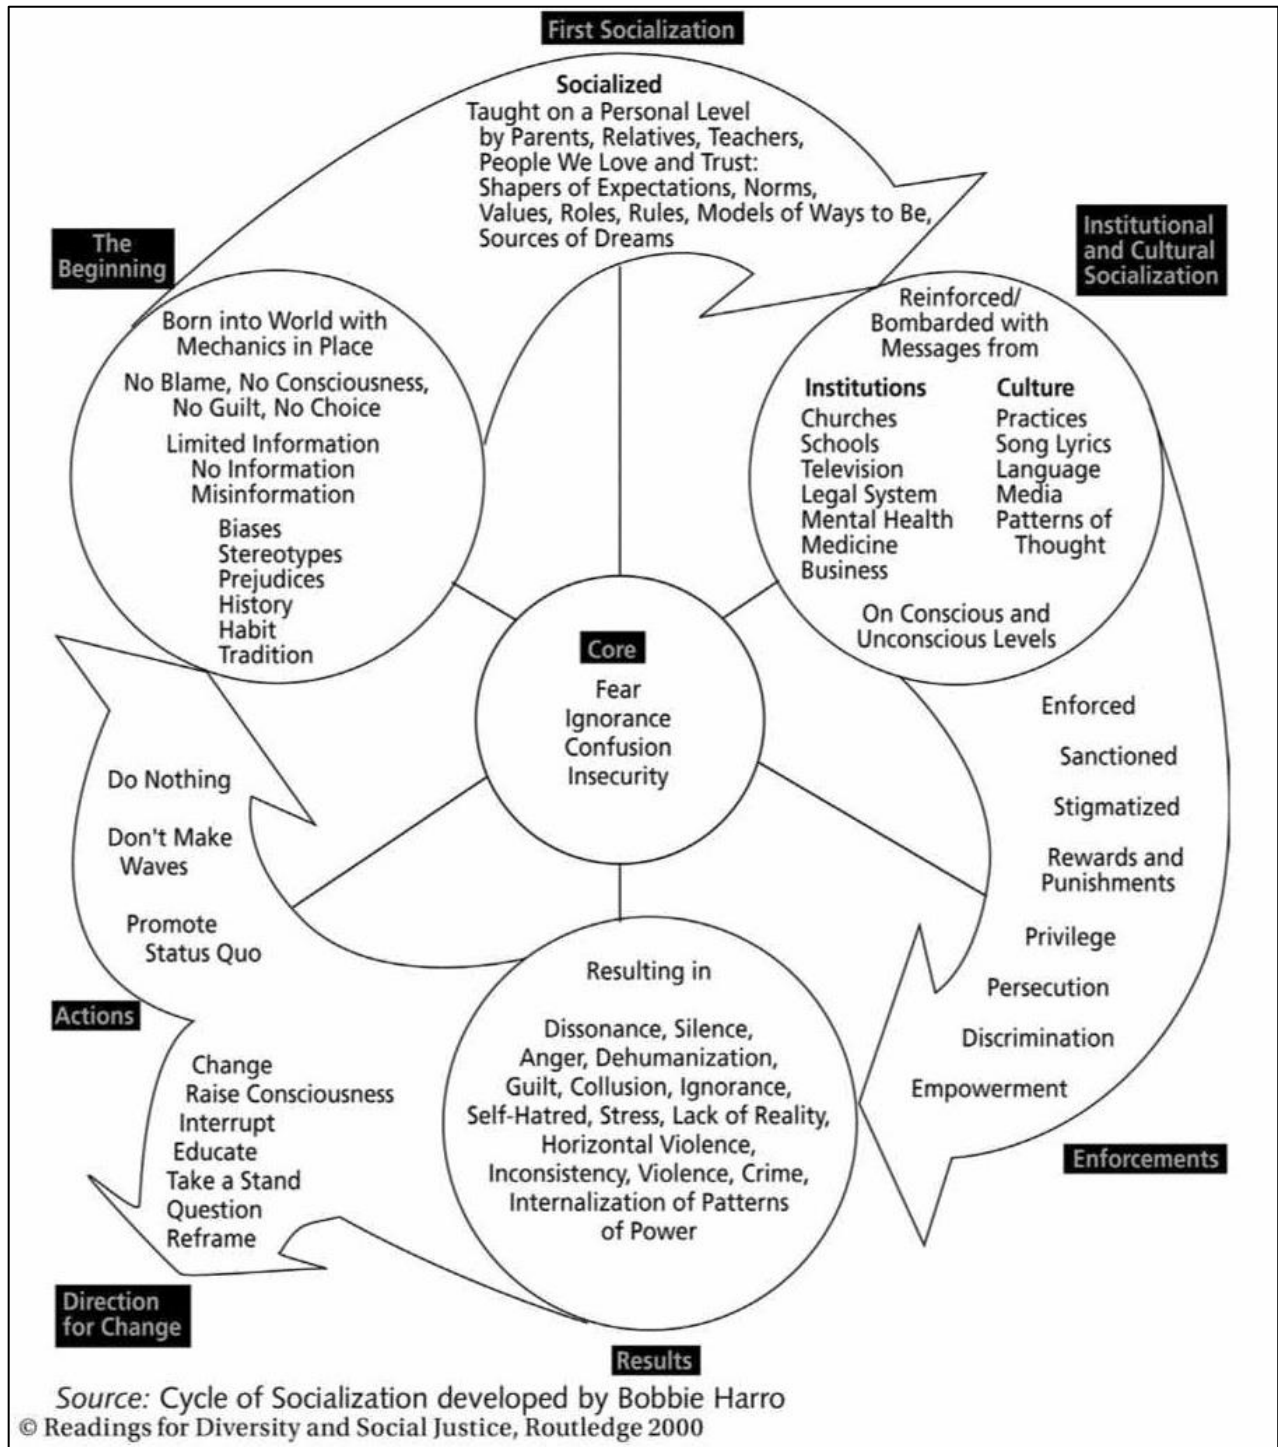 First Socialization
Socialized
Taught on a Personal Level
by Parents, Relatives, Teachers,
People We Love and Trust:
Shapers of Expectations, Norms,
Values, Roles, Rules, Models of Ways to Be,
Sources of Dreams
The
Beginning
Born into World with
Mechanics in Place
No Blame, No Consciousness,
No Guilt, No Choice
Limited Information
No Information
Misinformation
Biases
Stereotypes
Prejudices
History
Habit
Tradition
Institutional
and Cultural
Socialization
Reinforced/
Bombarded with
Messages from
Institutions
Churches
Schools
Television
Legal System
Mental Health
Medicine
Business
Culture
Practices
Song Lyrics
Language
Media
Patterns of
Thought
On Conscious and
Unconscious Levels
Core
Fear
Ignorance
Confusion
Insecurity
Enforced
Sanctioned
Stigmatized
Rewards and
Punishments
Privilege
Persecution
Discrimination
Empowerment
Enforcements
Resulting in
Dissonance, Silence,
Anger, Dehumanization,
Guilt, Collusion, Ignorance,
Self-Hatred, Stress, Lack of Reality,
Horizontal Violence,
Inconsistency, Violence, Crime,
Internalization of Patterns
of Power
Results
Do Nothing
Don't Make
Waves
Promote
Status Quo
Actions
Change
Raise Consciousness
Interrupt
Educate
Take a Stand
Question
Reframe
Direction
for Change
Source: Cycle of Socialization developed by Bobbie Harro
© Readings for Diversity and Social Justice, Routledge 2000